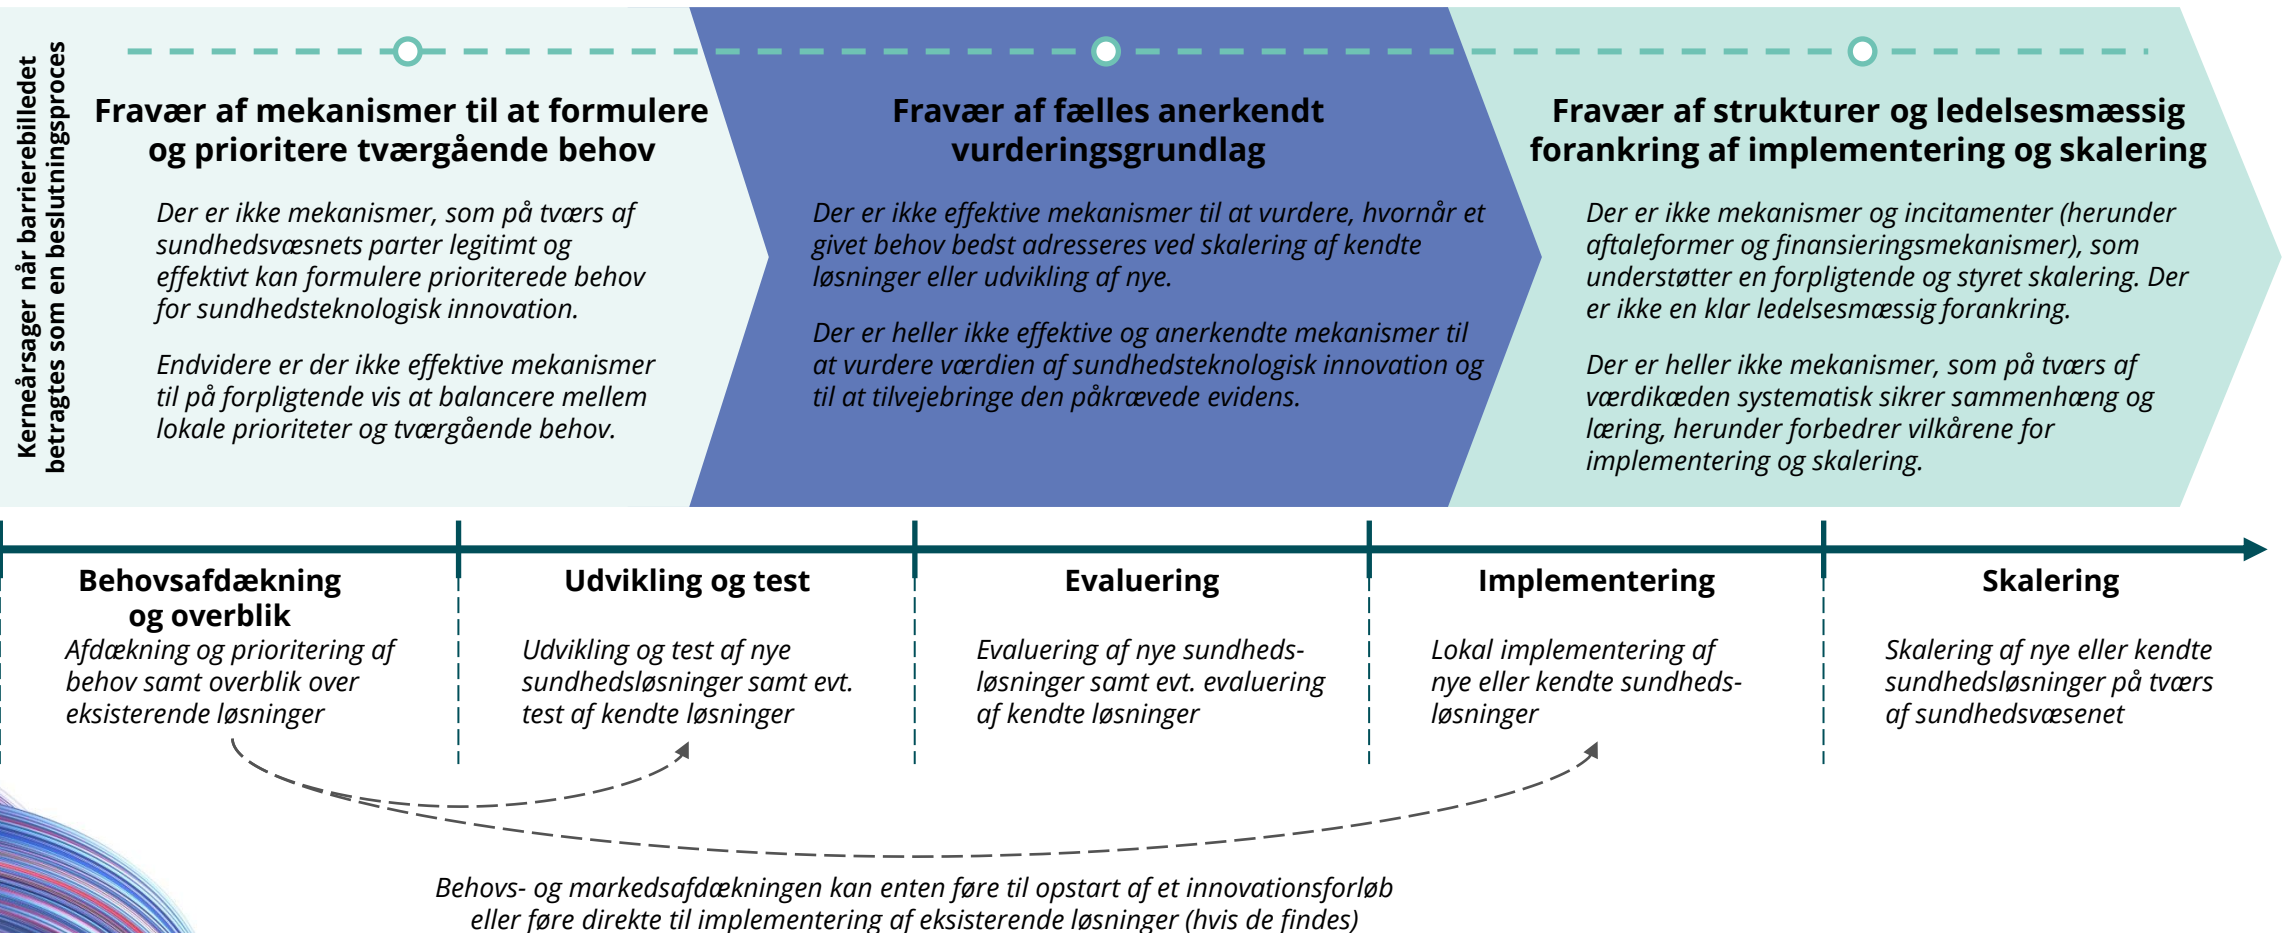 Kerneårsager når barrierebilledet
betragtes som en beslutningsproces
Fravær af mekanismer til at formulere
og prioritere tværgående behov
Der er ikke mekanismer, som på tværs af
sundhedsvæsnets parter legitimt og
effektivt kan formulere prioriterede behov
for sundhedsteknologisk innovation.
Endvidere er der ikke effektive mekanismer
til på forpligtende vis at balancere mellem
lokale prioriteter og tværgående behov.
Fravær af fælles anerkendt
vurderingsgrundlag
Der er ikke effektive mekanismer til at vurdere, hvornår et
givet behov bedst adresseres ved skalering af kendte
løsninger eller udvikling af nye.
Der er heller ikke effektive og anerkendte mekanismer til
at vurdere værdien af sundhedsteknologisk innovation og
til at tilvejebringe den påkrævede evidens.
Fravær af strukturer og ledelsesmæssig
forankring af implementering og skalering
Der er ikke mekanismer og incitamenter (herunder
aftaleformer og finansieringsmekanismer), som
understøtter en forpligtende og styret skalering. Der
er ikke en klar ledelsesmæssig forankring.
Der er heller ikke mekanismer, som på tværs af
værdikæden systematisk sikrer sammenhæng og
læring, herunder forbedrer vilkårene for
implementering og skalering.
Behovsafdækning
og overblik
Afdækning og prioritering af
behov samt overblik over
eksisterende løsninger
Udvikling og test
Udvikling og test af nye
sundhedsløsninger samt evt.
test af kendte løsninger
Evaluering
Evaluering af nye sundheds-
løsninger samt evt. evaluering
af kendte løsninger
Implementering
Lokal implementering af
nye eller kendte sundheds-
løsninger
Skalering
Skalering af nye eller kendte
sundhedsløsninger på tværs
af sundhedsvæsenet
Behovs- og markedsafdækningen kan enten føre til opstart af et innovationsforløb
eller føre direkte til implementering af eksisterende løsninger (hvis de findes)